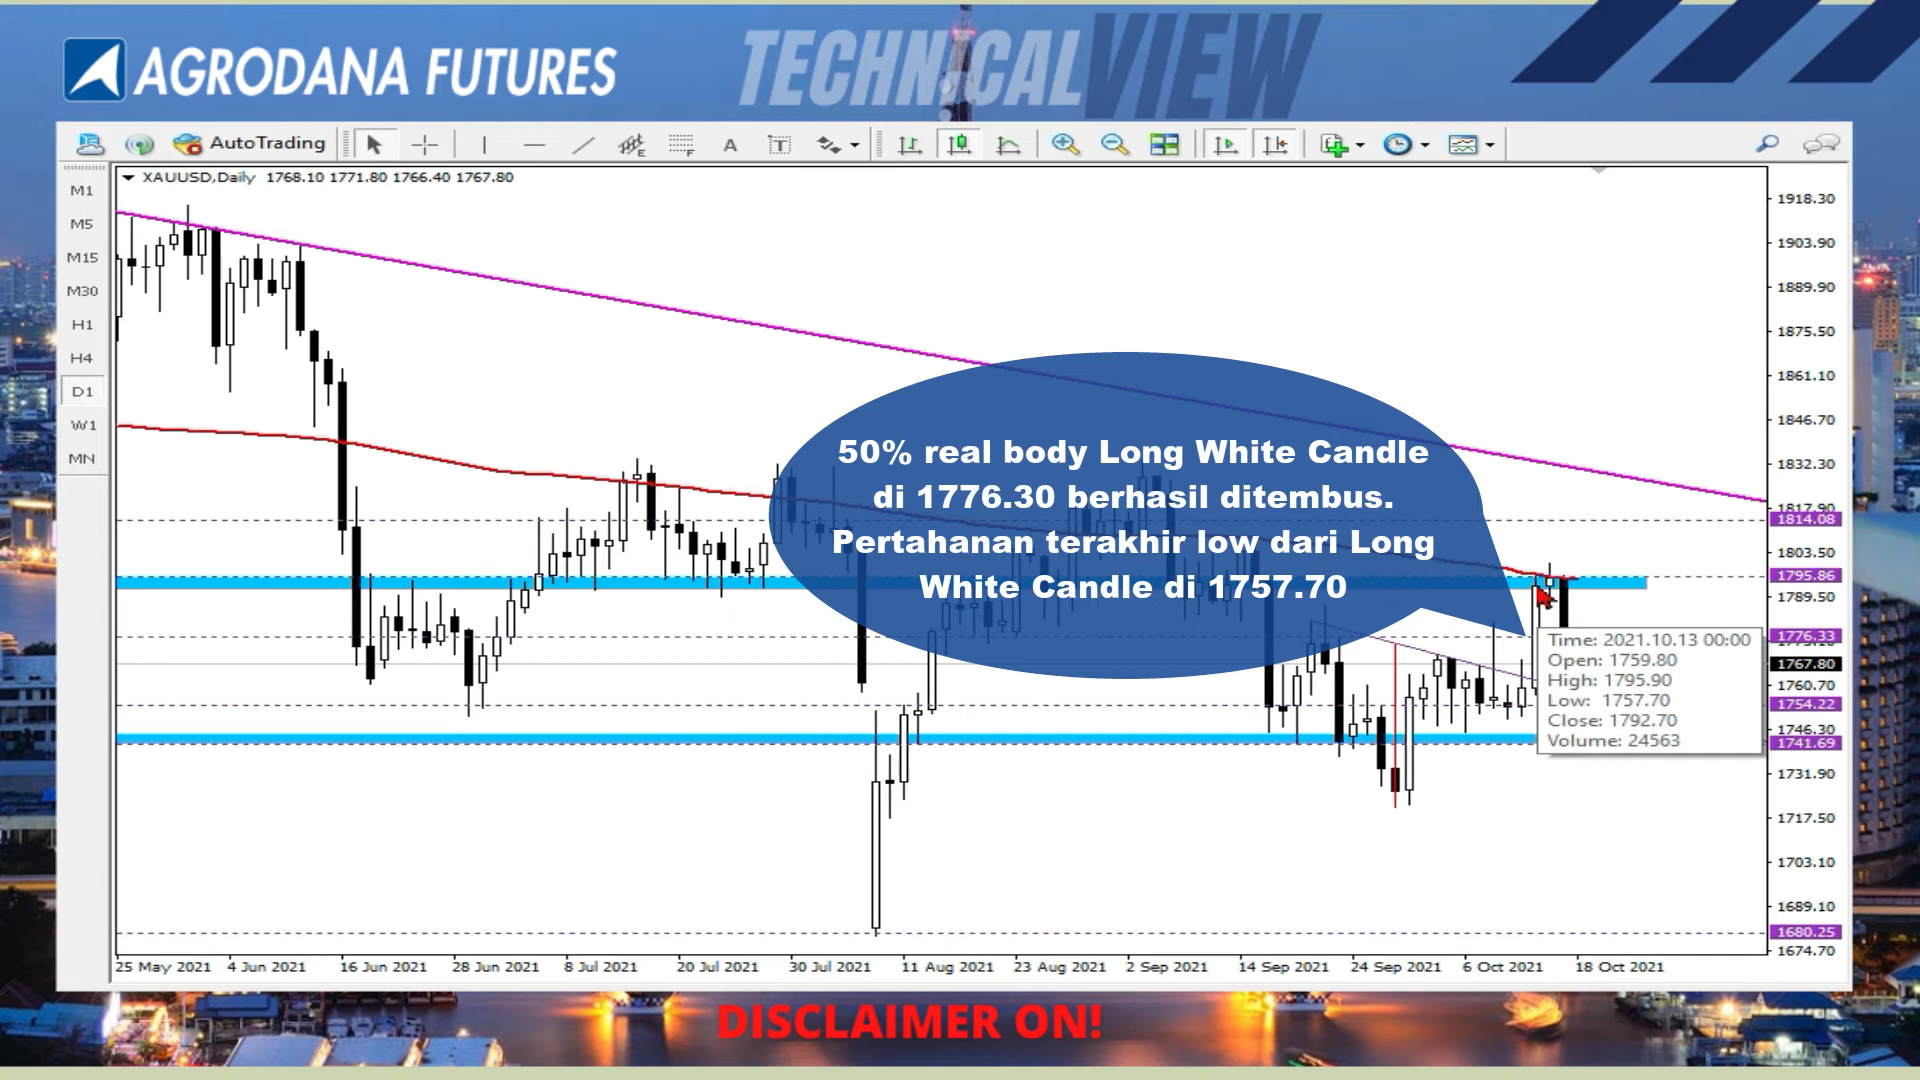 AGRODANA FUTURES
TECHNICAL VIEW
AutoTrading
XAUUSD,Daily 1768.10 1771.80 1766.40 1767.80
M1
M5
M15
M30
H1
H4
D1
W1
MN
50% real body Long White Candle
di 1776.30 berhasil ditembus.
Pertahanan terakhir low dari Long
White Candle di 1757.70
Time: 2021.10.13 00:00
Open: 1759.80
High: 1795.90
Low: 1757.70
Close: 1792.70
Volume: 24563
1918.30
1903.90
1889.90
1875.50
1861.10
1846.70
1832.30
1817.90
1814.08
1803.50
1795.86
1789.50
1776.33
1767.80
1760.70
1754.22
1746.30
1741.69
1731.90
1717.50
1703.10
1689.10
1680.25
1674.70
25 May 2021 4 Jun 2021 16 Jun 2021 28 Jun 2021 8 Jul 2021 20 Jul 2021 30 Jul 2021 11 Aug 2021 23 Aug 2021 2 Sep 2021 14 Sep 2021 24 Sep 2021 6 Oct 2021 18 Oct 2021
DISCLAIMER ON!